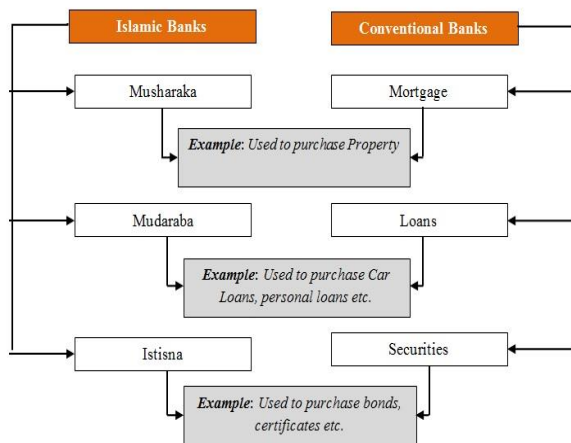 Islamic Banks
Conventional Banks
Musharaka
Mortgage
Example: Used to purchase Property
Mudaraba
Loans
Example: Used to purchase Car
Loans, personal loans etc.
Istisna
Securities
Example: Used to purchase bonds,
certificates etc.